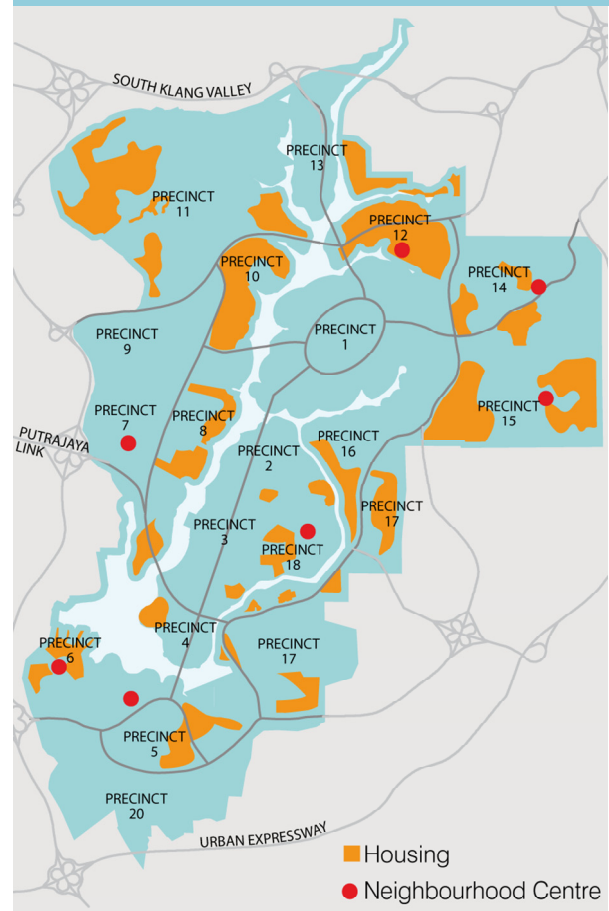 SOUTH KLANG VALLEY
PRECINCT
13
PRECINCT
11
PRECINCT
12
PRECINCT
10
PRECINCT
14
PRECINCT
9
PRECINCT
1
PRECINCT
7
PRECINCT
8
PRECINCT
15
PUTRAJAYA
LINK
PRECINCT
2
PRECINCT
16
PRECINCT
17
PRECINCT
3
PRECINCT
18
PRECINCT
4
PRECINCT
6
PRECINCT
17
PRECINCT
5
PRECINCT
20
URBAN EXPRESSWAY
Housing
Neighbourhood Centre